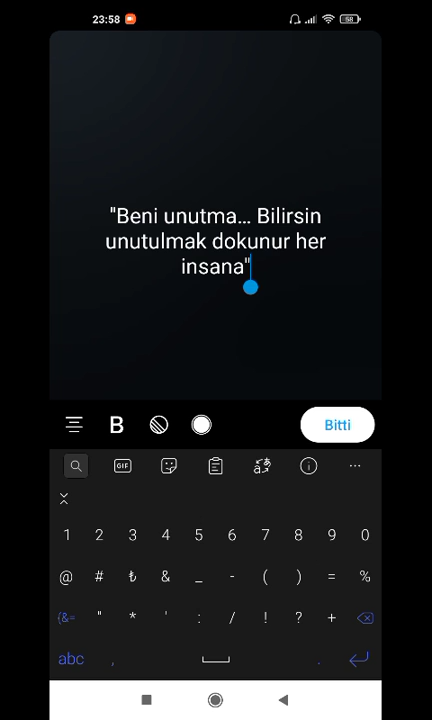 23:58
58
"Beni unutma... Bilirsin
unutulmak dokunur her
insana"
B
Bitti
GIF
1 2 3 4 5 6 7 8 9 0
@ # ₺ & _ - ( ) = %
{&= " * ' : / ! ? +
abc , .